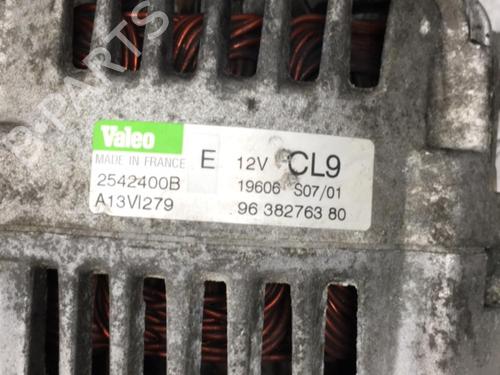 Valeo
MADE IN FRANCE E 12V CL9
2542400B 19606 S07/01
A13VI279 96 382763 80
B-PARTS